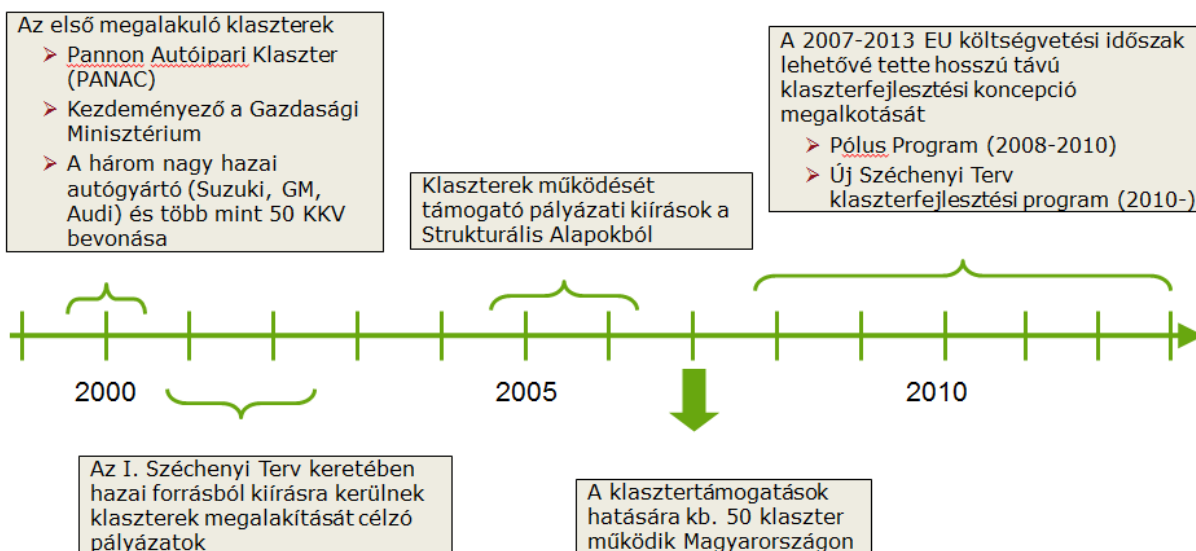 Az első megalakuló klaszterek
➢ Pannon Autóipari Klaszter
(PANAC)
➢ Kezdeményező a Gazdasági
Minisztérium
➢ A három nagy hazai
autógyártó (Suzuki, GM,
Audi) és több mint 50 KKV
bevonása
Klaszterek működését
támogató pályázati kiírások a
Strukturális Alapokból
A 2007-2013 EU költségvetési időszak
lehetővé tette hosszú távú
klaszterfejlesztési koncepció
megalkotását
➢ Pólus Program (2008-2010)
➢ Új Széchenyi Terv
klaszterfejlesztési program (2010-)
2000
2005
2010
Az I. Széchenyi Terv keretében
hazai forrásból kiírásra kerülnek
klaszterek megalakítását célzó
pályázatok
A klasztertámogatások
hatására kb. 50 klaszter
működik Magyarországon